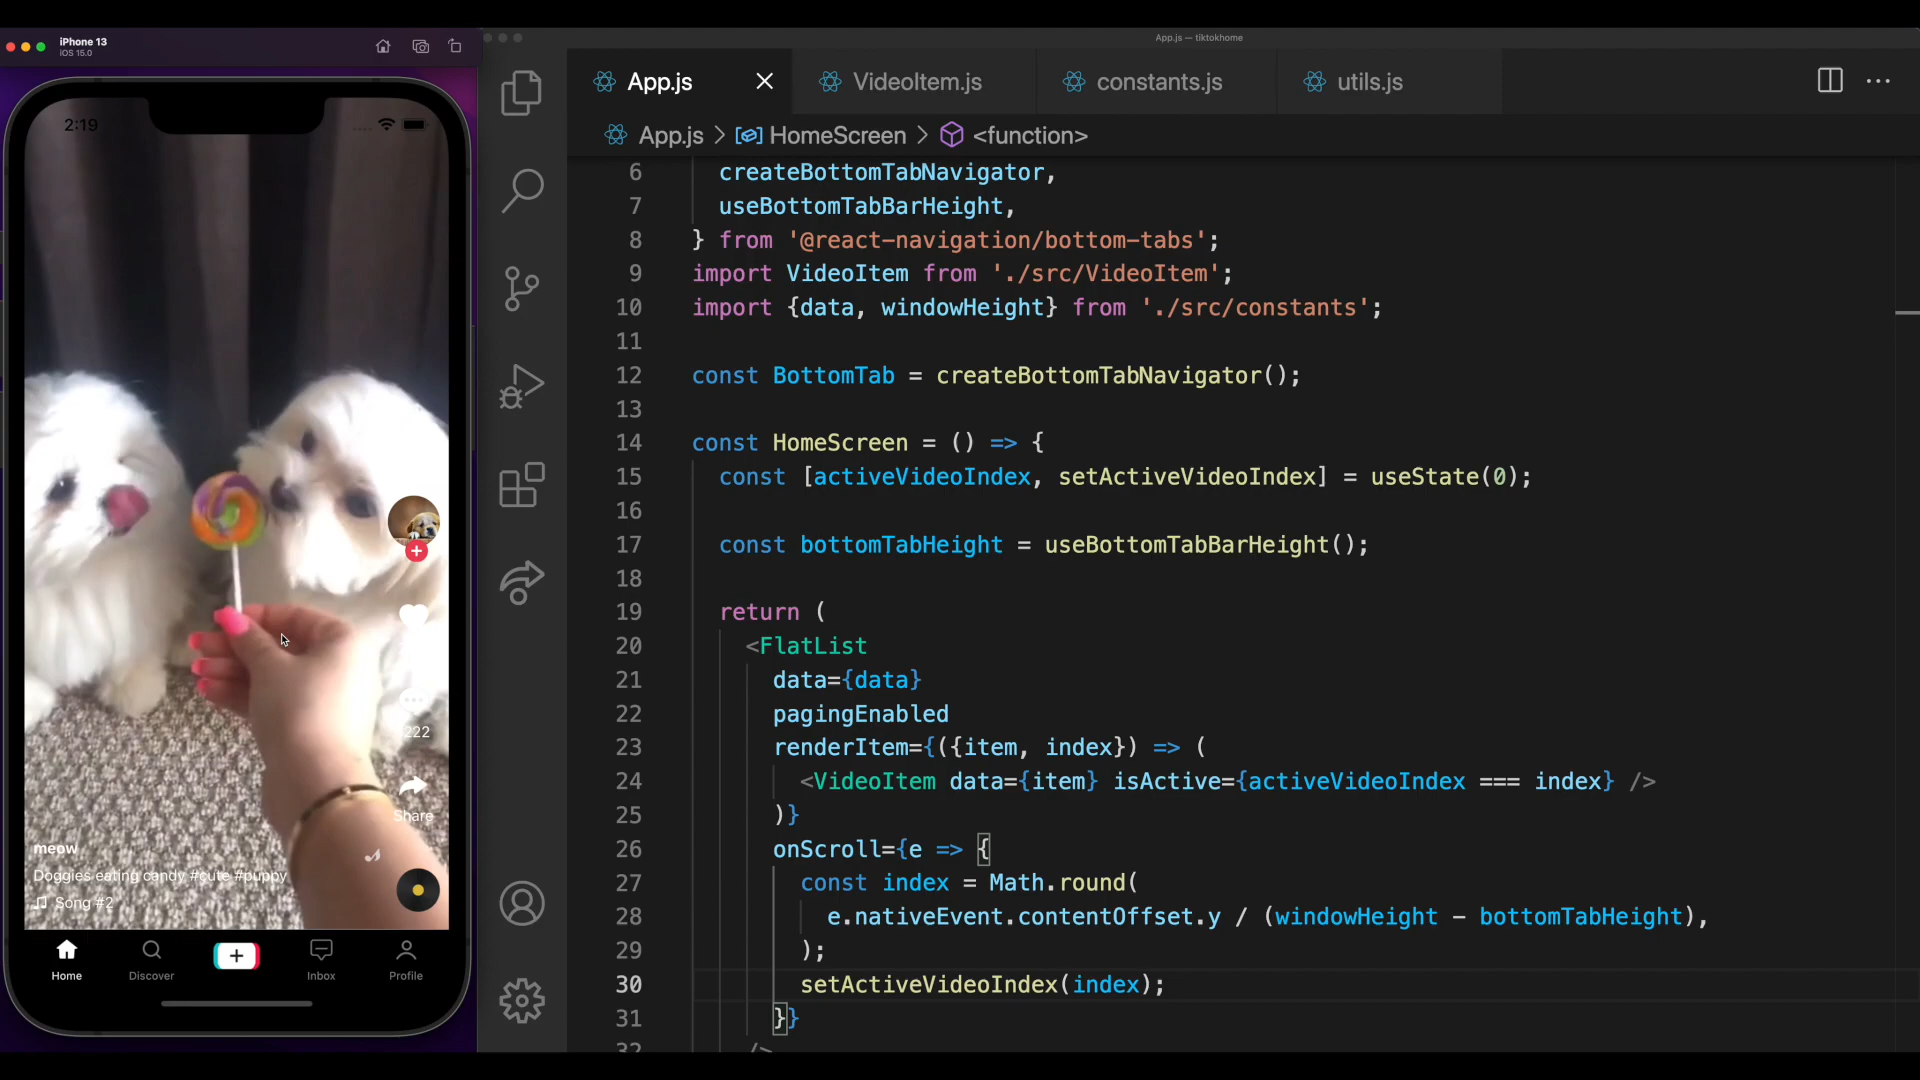 iPhone 13
iOS 15.0
2:19
222
Share
meow
Doggies eating candy #cute #puppy
Song #2
Home
Discover
Inbox
Profile
App.js — tiktokhome
App.js
VideoItem.js
constants.js
utils.js
App.js > HomeScreen > <function>
6 createBottomTabNavigator,
7 useBottomTabBarHeight,
8 } from '@react-navigation/bottom-tabs';
9 import VideoItem from './src/VideoItem';
10 import {data, windowHeight} from './src/constants';
11
12 const BottomTab = createBottomTabNavigator();
13
14 const HomeScreen = () => {
15 const [activeVideoIndex, setActiveVideoIndex] = useState(0);
16
17 const bottomTabHeight = useBottomTabBarHeight();
18
19 return (
20 <FlatList
21 data={data}
22 pagingEnabled
23 renderItem={({item, index}) => (
24 <VideoItem data={item} isActive={activeVideoIndex === index} />
25 )}
26 onScroll={e => {
27 const index = Math.round(
28 e.nativeEvent.contentOffset.y / (windowHeight - bottomTabHeight),
29 );
30 setActiveVideoIndex(index);
31 }}
32 />